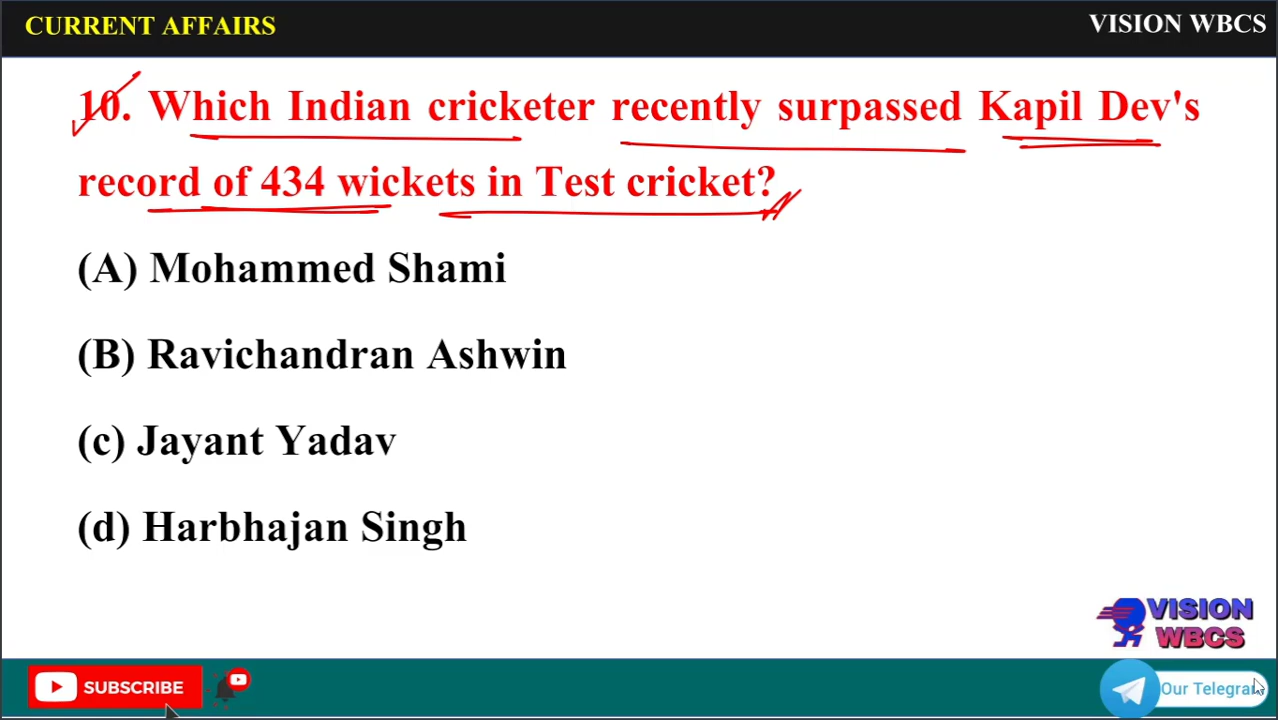 CURRENT AFFAIRS
VISION WBCS
10. Which Indian cricketer recently surpassed Kapil Dev's
record of 434 wickets in Test cricket?
(A) Mohammed Shami
(B) Ravichandran Ashwin
(c) Jayant Yadav
(d) Harbhajan Singh
VISION
WBCS
SUBSCRIBE
Our Telegram